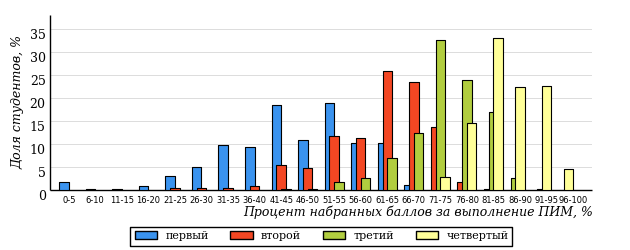 Доля студентов, %
35
30
25
20
15
10
5
0
0-5 6-10 11-15 16-20 21-25 26-30 31-35 36-40 41-45 46-50 51-55 56-60 61-65 66-70 71-75 76-80 81-85 86-90 91-95 96-100
Процент набранных баллов за выполнение ПИМ, %
первый второй третий четвертый